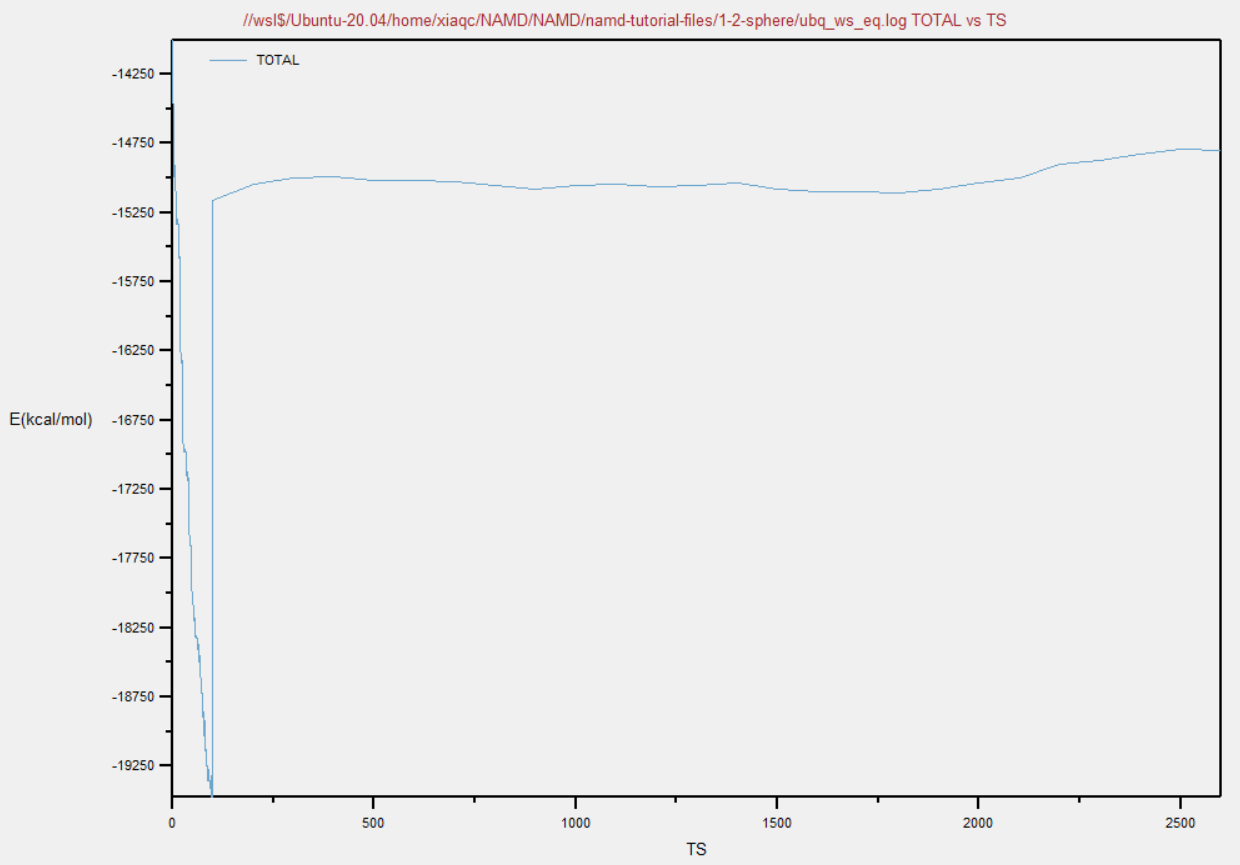 //wsl$/Ubuntu-20.04/home/xiaqc/NAMD/NAMD/namd-tutorial-files/1-2-sphere/ubq_ws_eq.log TOTAL vs TS
TOTAL
-14250
-14750
-15250
-15750
-16250
E(kcal/mol)
-16750
-17250
-17750
-18250
-18750
-19250
0 500 1000 1500 2000 2500
TS